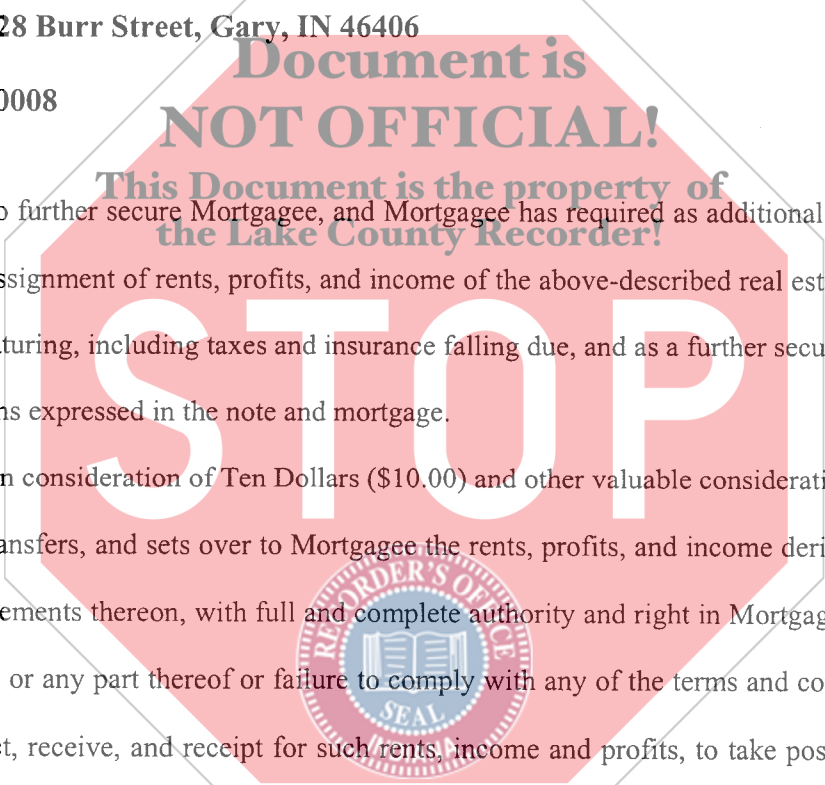 28 Burr Street, Gary, IN 46406
Document is
0008
NOT OFFICIAL!
This Document is the property of
o further secure Mortgagee, and Mortgagee has required as additional
the Lake County Recorder!
ssignment of rents, profits, and income of the above-described real est
turing, including taxes and insurance falling due, and as a further secu
ns expressed in the note and mortgage.
STOP
n consideration of Ten Dollars ($10.00) and other valuable considerati
ansfers, and sets over to Mortgagee the rents, profits, and income deri
ements thereon, with full and complete authority and right in Mortgag
or any part thereof or failure to comply with any of the terms and co
ct, receive, and receipt for such rents, income and profits, to take pos
RECORDER'S OFFICE
SEAL
INDIANA